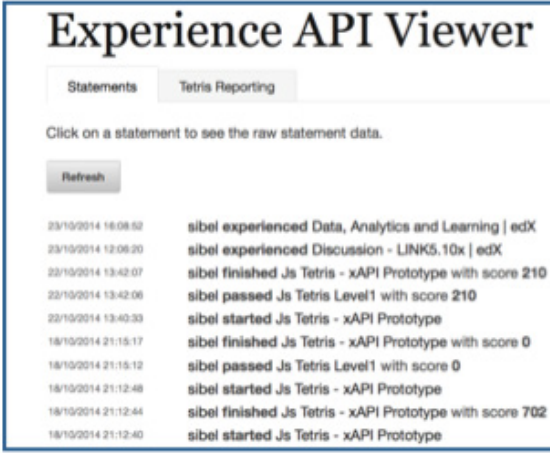 Experience API Viewer
Statements Tetris Reporting
Click on a statement to see the raw statement data.
Refresh
23/10/2014 16:08:52 sibel experienced Data, Analytics and Learning | edX
23/10/2014 12:06:20 sibel experienced Discussion - LINK5.10x | edX
22/10/2014 13:42:07 sibel finished Js Tetris - xAPI Prototype with score 210
22/10/2014 13:42:06 sibel passed Js Tetris Level1 with score 210
22/10/2014 13:40:33 sibel started Js Tetris - xAPI Prototype
18/10/2014 21:15:17 sibel finished Js Tetris - xAPI Prototype with score 0
18/10/2014 21:15:12 sibel passed Js Tetris Level1 with score 0
18/10/2014 21:12:48 sibel started Js Tetris - xAPI Prototype
18/10/2014 21:12:44 sibel finished Js Tetris - xAPI Prototype with score 702
18/10/2014 21:12:40 sibel started Js Tetris - xAPI Prototype